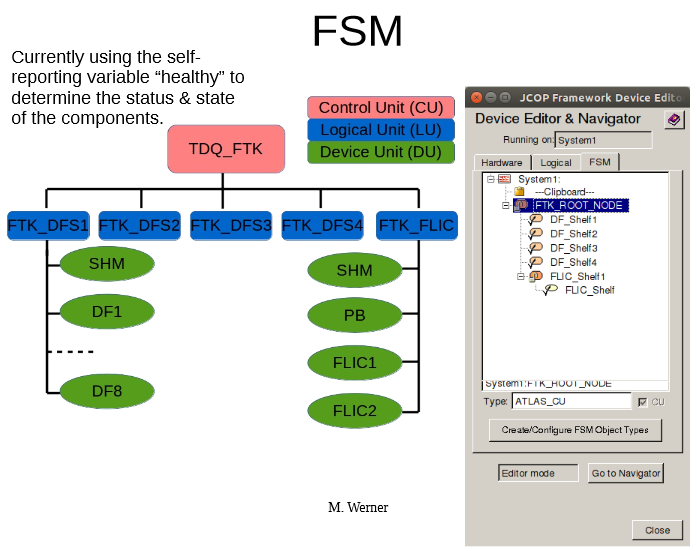 FSM
Currently using the self-
reporting variable “healthy” to
determine the status & state
of the components.
Control Unit (CU)
Logical Unit (LU)
Device Unit (DU)
TDQ_FTK
FTK_DFS1
FTK_DFS2
FTK_DFS3
FTK_DFS4
FTK_FLIC
SHM
DF1
DF8
SHM
PB
FLIC1
FLIC2
M. Werner
JCOP Framework Device Edito
Device Editor & Navigator
Running on: System1
Hardware Logical FSM
System1:
---Clipboard---
FTK_ROOT_NODE
DF_Shelf1
DF_Shelf2
DF_Shelf3
DF_Shelf4
FLIC_Shelf1
FLIC_Shelf
System1:FTK_ROOT_NODE
Type: ATLAS_CU CU
Create/Configure FSM Object Types
Editor mode Go to Navigator
Close